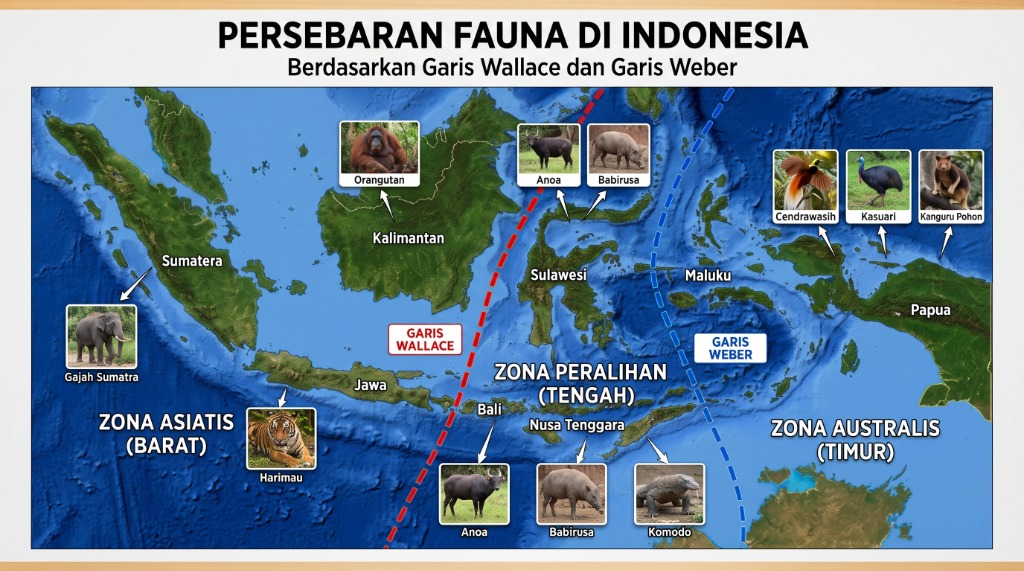 PERSEBARAN FAUNA DI INDONESIA
Berdasarkan Garis Wallace dan Garis Weber
Orangutan
Anoa
Babirusa
Cendrawasih
Kasuari
Kanguru Pohon
Kalimantan
Sumatera
Sulawesi
Maluku
Papua
GARIS
WALLACE
GARIS
WEBER
Gajah Sumatra
ZONA PERALIHAN
(TENGAH)
Jawa
Bali
Nusa Tenggara
ZONA ASIATIS
(BARAT)
ZONA AUSTRALIS
(TIMUR)
Harimau
Anoa
Babirusa
Komodo